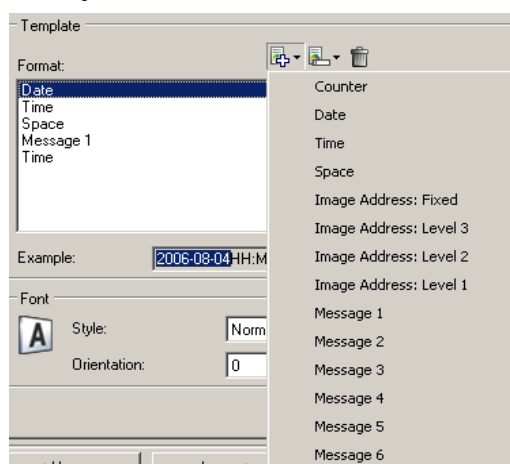 Template
Format:
Date
Time
Space
Message 1
Time
Example: 2006-08-04HH:M
Font
A
Style: Norm
Orientation: 0
Counter
Date
Time
Space
Image Address: Fixed
Image Address: Level 3
Image Address: Level 2
Image Address: Level 1
Message 1
Message 2
Message 3
Message 4
Message 5
Message 6